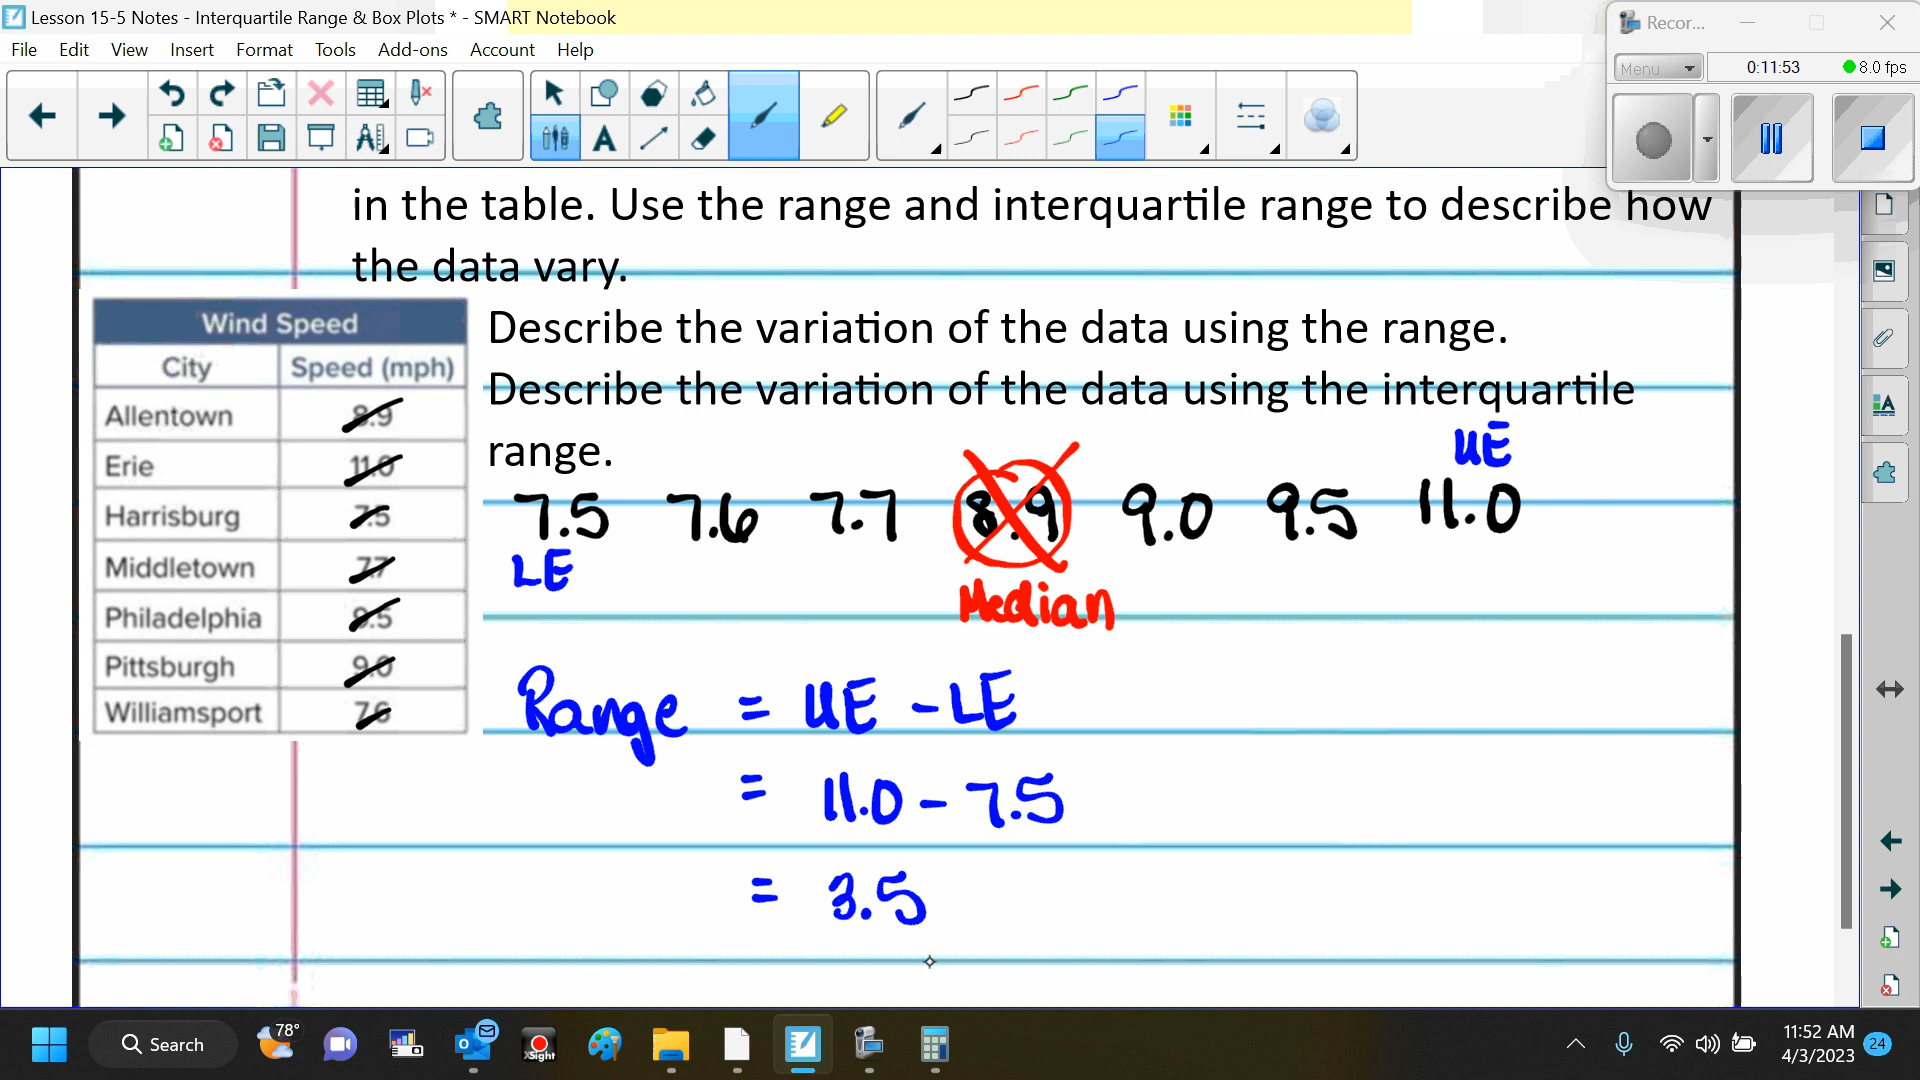 Lesson 15-5 Notes - Interquartile Range & Box Plots * - SMART Notebook
File Edit View Insert Format Tools Add-ons Account Help
Recor...
Menu 0:11:53 8.0 fps
in the table. Use the range and interquartile range to describe how
the data vary.
Wind Speed
City Speed (mph)
Allentown 8.9
Erie 11.0
Harrisburg 7.5
Middletown 7.7
Philadelphia 9.5
Pittsburgh 9.0
Williamsport 7.6
Describe the variation of the data using the range.
Describe the variation of the data using the interquartile
range.
UE
7.5 7.6 7.7 8.9 9.0 9.5 11.0
LE
Median
Range = UE - LE
= 11.0 - 7.5
= 3.5
78°
Search
XSight
11:52 AM
4/3/2023
24